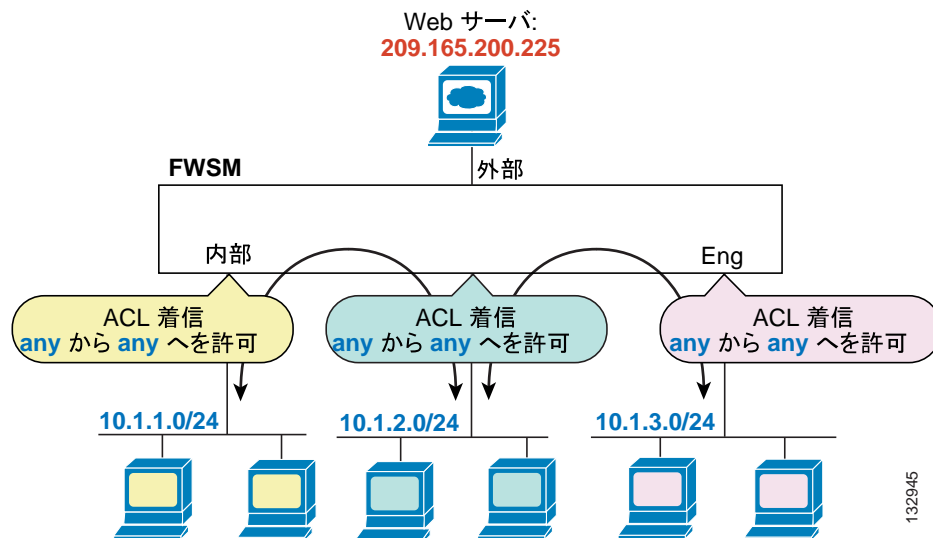 Web サーバ:
209.165.200.225
FWSM
外部
内部
Eng
ACL 着信
any から any へを許可
ACL 着信
any から any へを許可
ACL 着信
any から any へを許可
10.1.1.0/24
10.1.2.0/24
10.1.3.0/24
132945